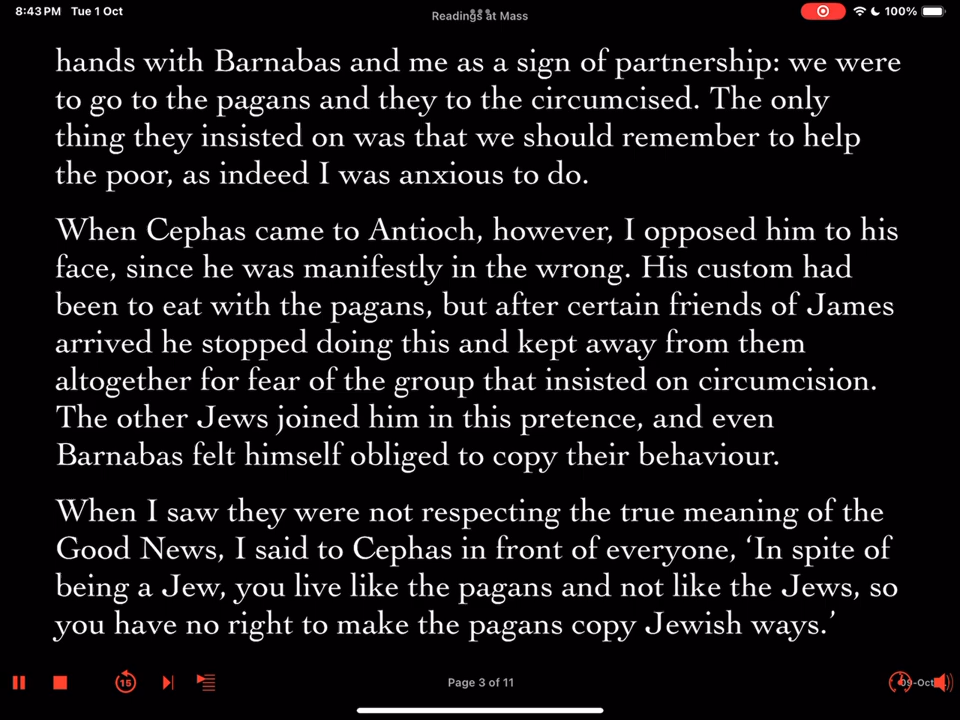 8:43 PM Tue 1 Oct
Readings at Mass
100%
hands with Barnabas and me as a sign of partnership: we were
to go to the pagans and they to the circumcised. The only
thing they insisted on was that we should remember to help
the poor, as indeed I was anxious to do.
When Cephas came to Antioch, however, I opposed him to his
face, since he was manifestly in the wrong. His custom had
been to eat with the pagans, but after certain friends of James
arrived he stopped doing this and kept away from them
altogether for fear of the group that insisted on circumcision.
The other Jews joined him in this pretence, and even
Barnabas felt himself obliged to copy their behaviour.
When I saw they were not respecting the true meaning of the
Good News, I said to Cephas in front of everyone, ‘In spite of
being a Jew, you live like the pagans and not like the Jews, so
you have no right to make the pagans copy Jewish ways.’
15
Page 3 of 11
09-Oct